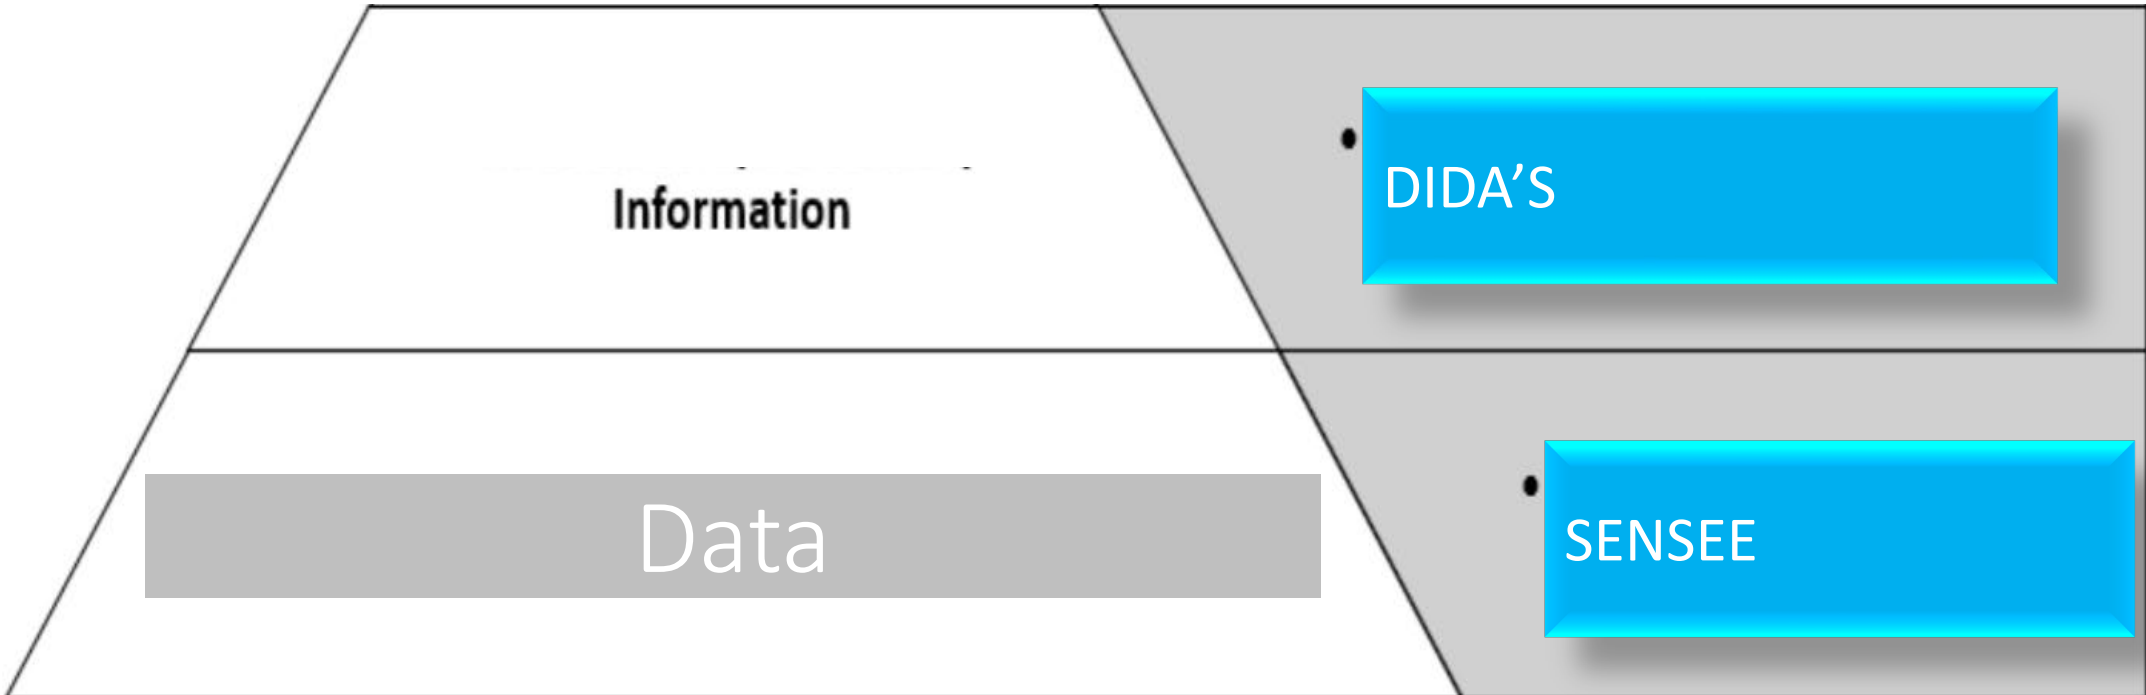 Information
• DIDA’S
Data
• SENSEE